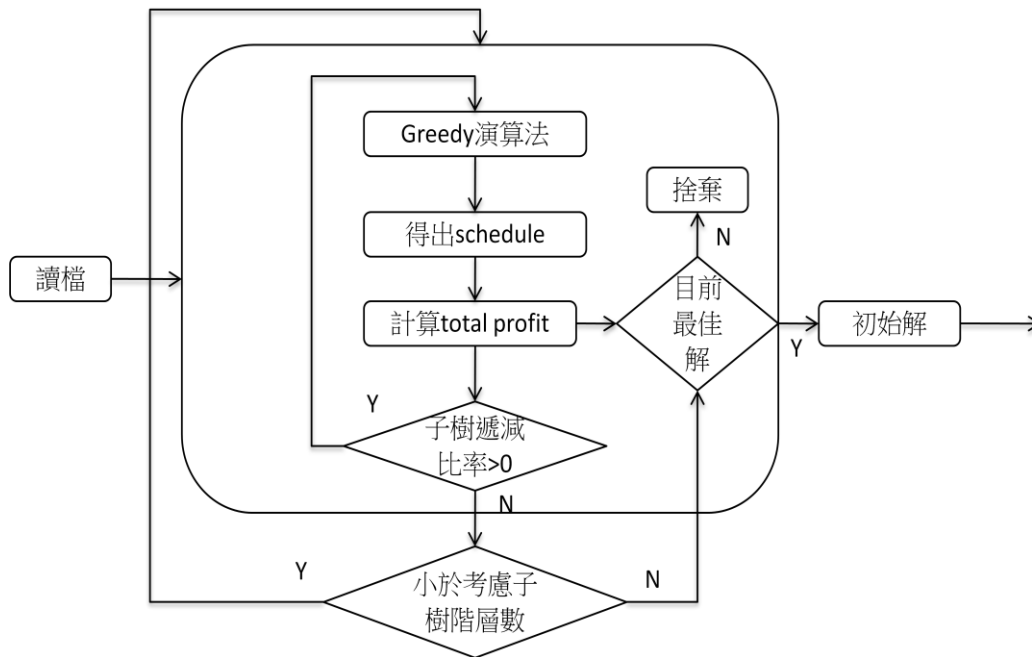 Greedy演算法
捨棄
得出schedule
N
讀檔
目前
最佳
解
計算total profit
初始解
Y
Y
子樹遞減
比率>0
N
Y
小於考慮子
樹階層數
N